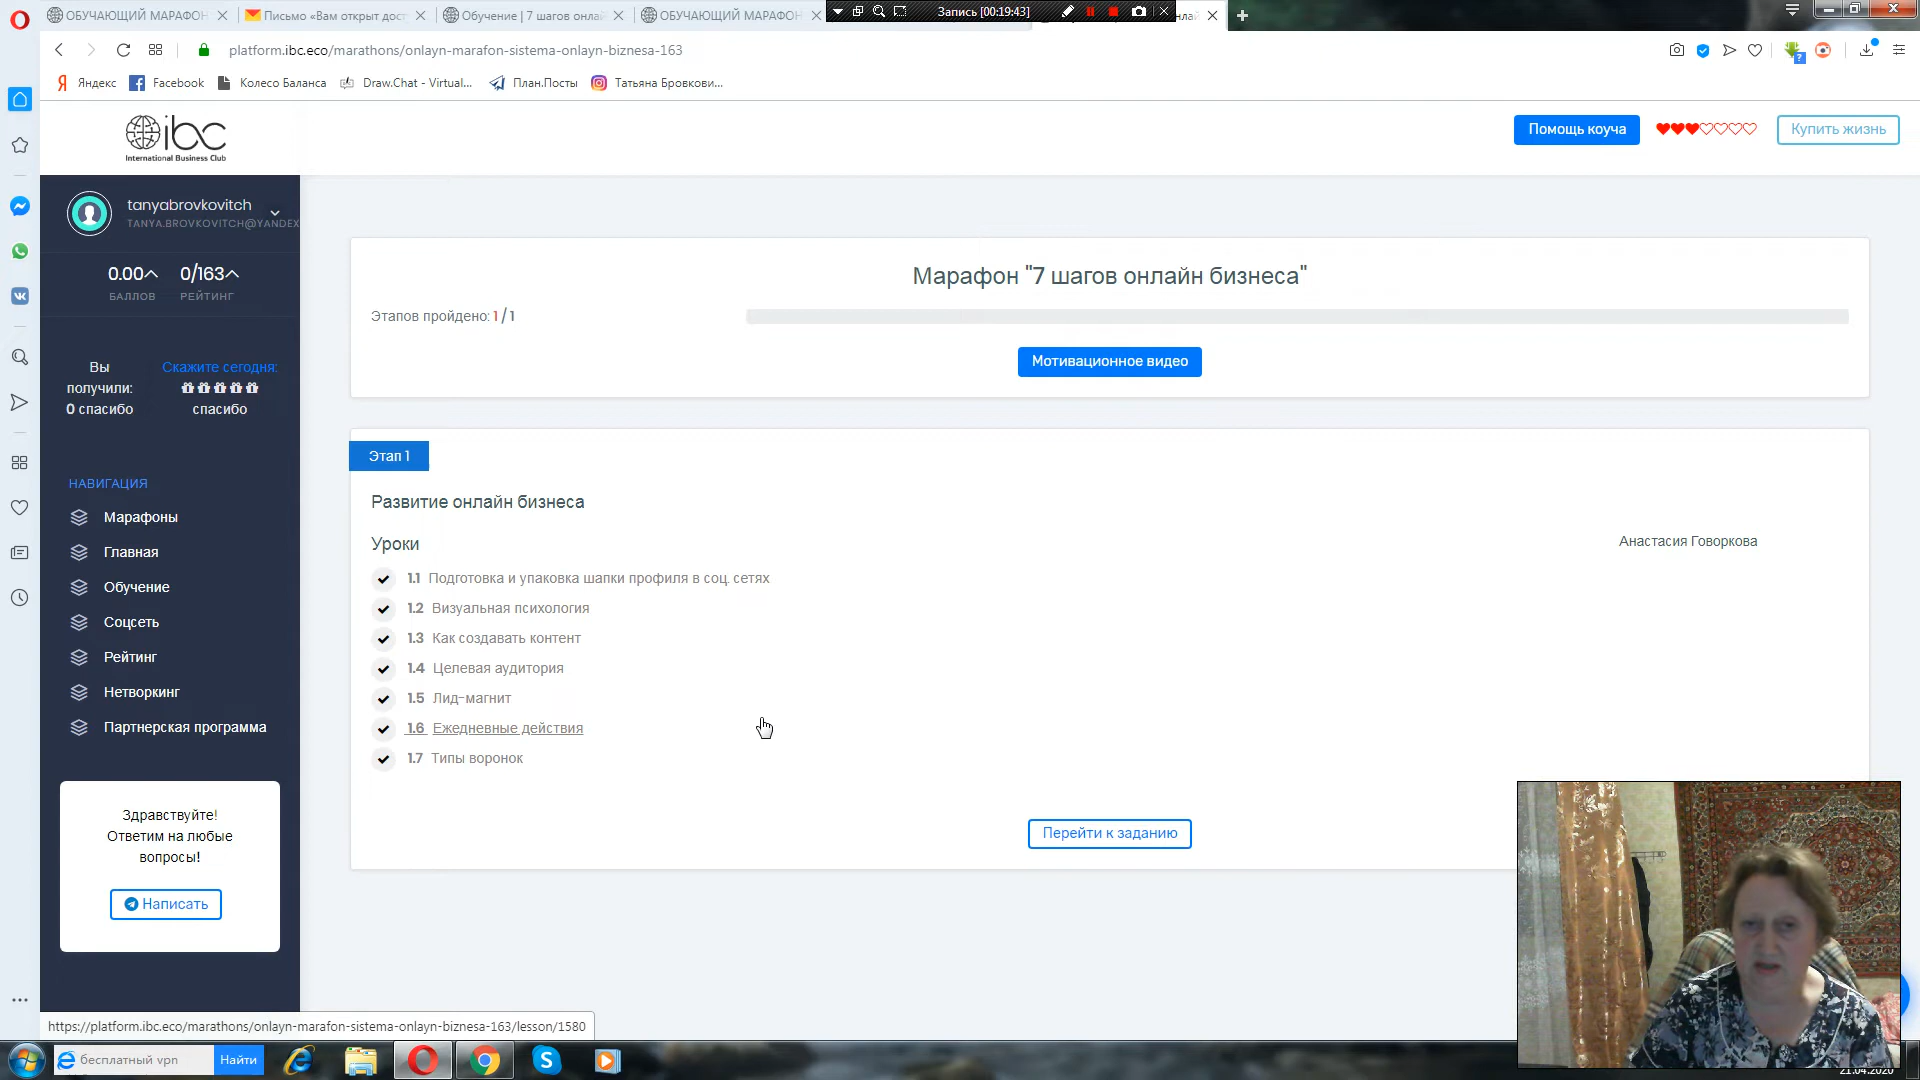 ОБУЧАЮЩИЙ МАРАФОН
Письмо «Вам открыт дост
Обучение | 7 шагов онлай
ОБУЧАЮЩИЙ МАРАФОН
Запись [00:19:43]
platform.ibc.eco/marathons/onlayn-marafon-sistema-onlayn-biznesa-163
Яндекс
Facebook
Колесо Баланса
Draw.Chat - Virtual...
План.Посты
Татьяна Бровкови...
ibc
International Business Club
Помощь коуча
Купить жизнь
tanyabrovkovitch
TANYA.BROVKOVITCH@YANDEX
0.00
0/163
БАЛЛОВ
РЕЙТИНГ
Вы
получили:
0 спасибо
Скажите сегодня:
спасибо
НАВИГАЦИЯ
Марафоны
Главная
Обучение
Соцсеть
Рейтинг
Нетворкинг
Партнерская программа
Здравствуйте!
Ответим на любые
вопросы!
Написать
Марафон "7 шагов онлайн бизнеса"
Этапов пройдено: 1 / 1
Мотивационное видео
Этап 1
Развитие онлайн бизнеса
Уроки
Анастасия Говоркова
1.1 Подготовка и упаковка шапки профиля в соц. сетях
1.2 Визуальная психология
1.3 Как создавать контент
1.4 Целевая аудитория
1.5 Лид-магнит
1.6 Ежедневные действия
1.7 Типы воронок
Перейти к заданию
https://platform.ibc.eco/marathons/onlayn-marafon-sistema-onlayn-biznesa-163/lesson/1580
бесплатный vpn
Найти
21.04.2020